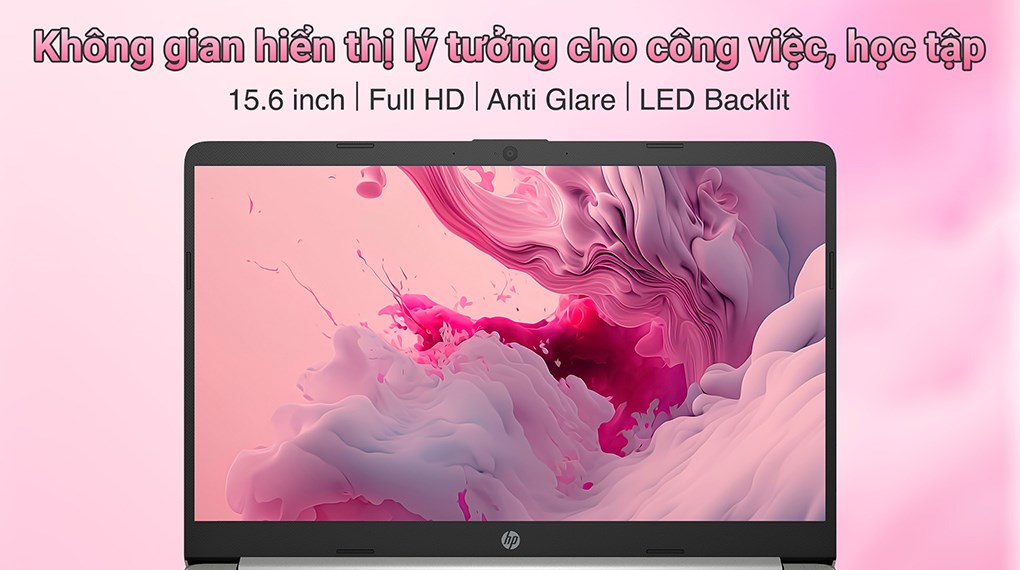 Không gian hiển thị lý tưởng cho công việc, học tập
15.6 inch | Full HD | Anti Glare | LED Backlit
hp